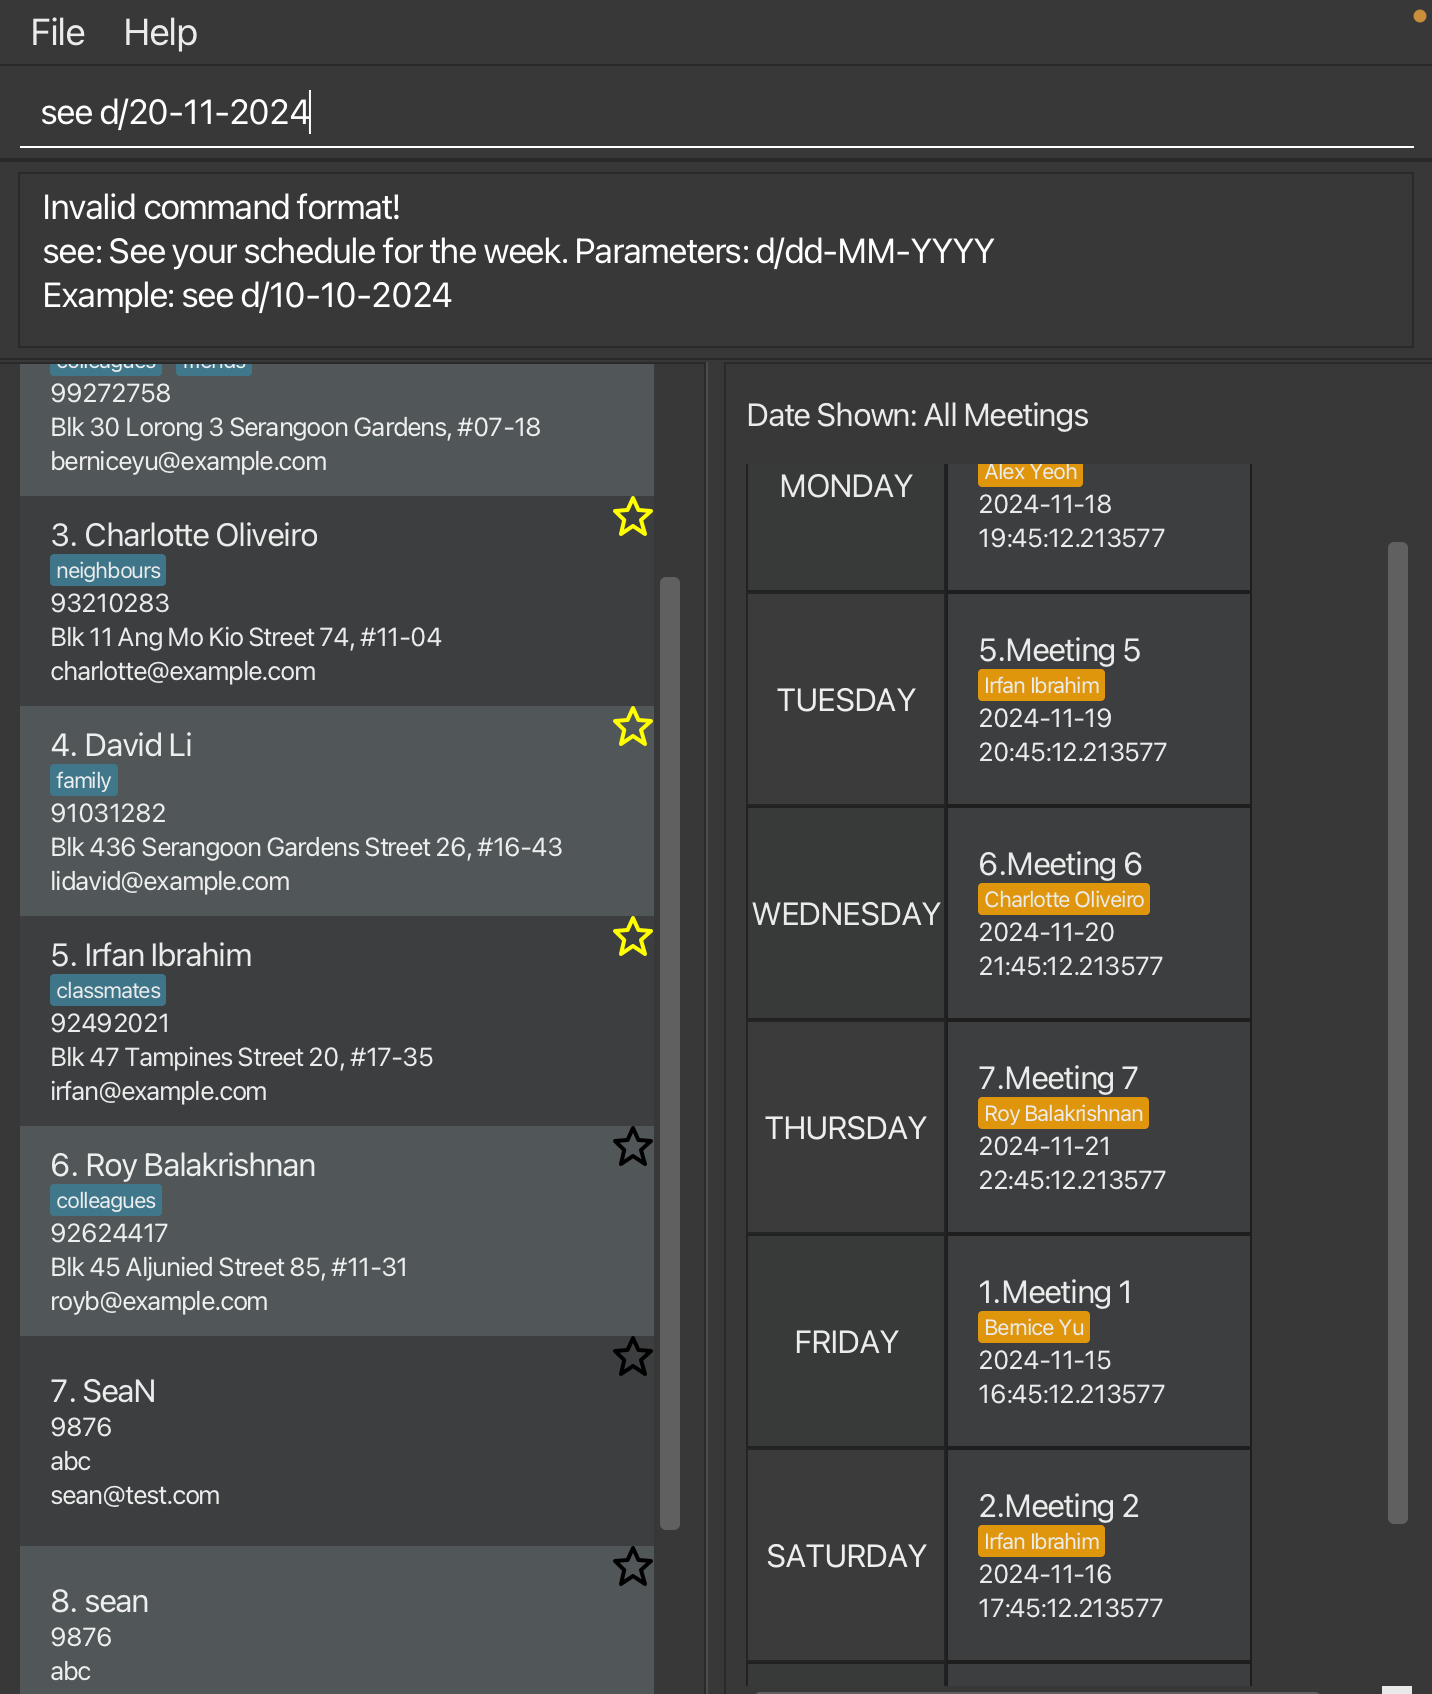 File Help
see d/20-11-2024
Invalid command format!
see: See your schedule for the week. Parameters: d/dd-MM-YYYY
Example: see d/10-10-2024
colleagues friends
99272758
Blk 30 Lorong 3 Serangoon Gardens, #07-18
berniceyu@example.com
3. Charlotte Oliveiro
neighbours
93210283
Blk 11 Ang Mo Kio Street 74, #11-04
charlotte@example.com
4. David Li
family
91031282
Blk 436 Serangoon Gardens Street 26, #16-43
lidavid@example.com
5. Irfan Ibrahim
classmates
92492021
Blk 47 Tampines Street 20, #17-35
irfan@example.com
6. Roy Balakrishnan
colleagues
92624417
Blk 45 Aljunied Street 85, #11-31
royb@example.com
7. SeaN
9876
abc
sean@test.com
8. sean
9876
abc
Date Shown: All Meetings
MONDAY
Alex Yeoh
2024-11-18
19:45:12.213577
TUESDAY
5.Meeting 5
Irfan Ibrahim
2024-11-19
20:45:12.213577
WEDNESDAY
6.Meeting 6
Charlotte Oliveiro
2024-11-20
21:45:12.213577
THURSDAY
7.Meeting 7
Roy Balakrishnan
2024-11-21
22:45:12.213577
FRIDAY
1.Meeting 1
Bernice Yu
2024-11-15
16:45:12.213577
SATURDAY
2.Meeting 2
Irfan Ibrahim
2024-11-16
17:45:12.213577